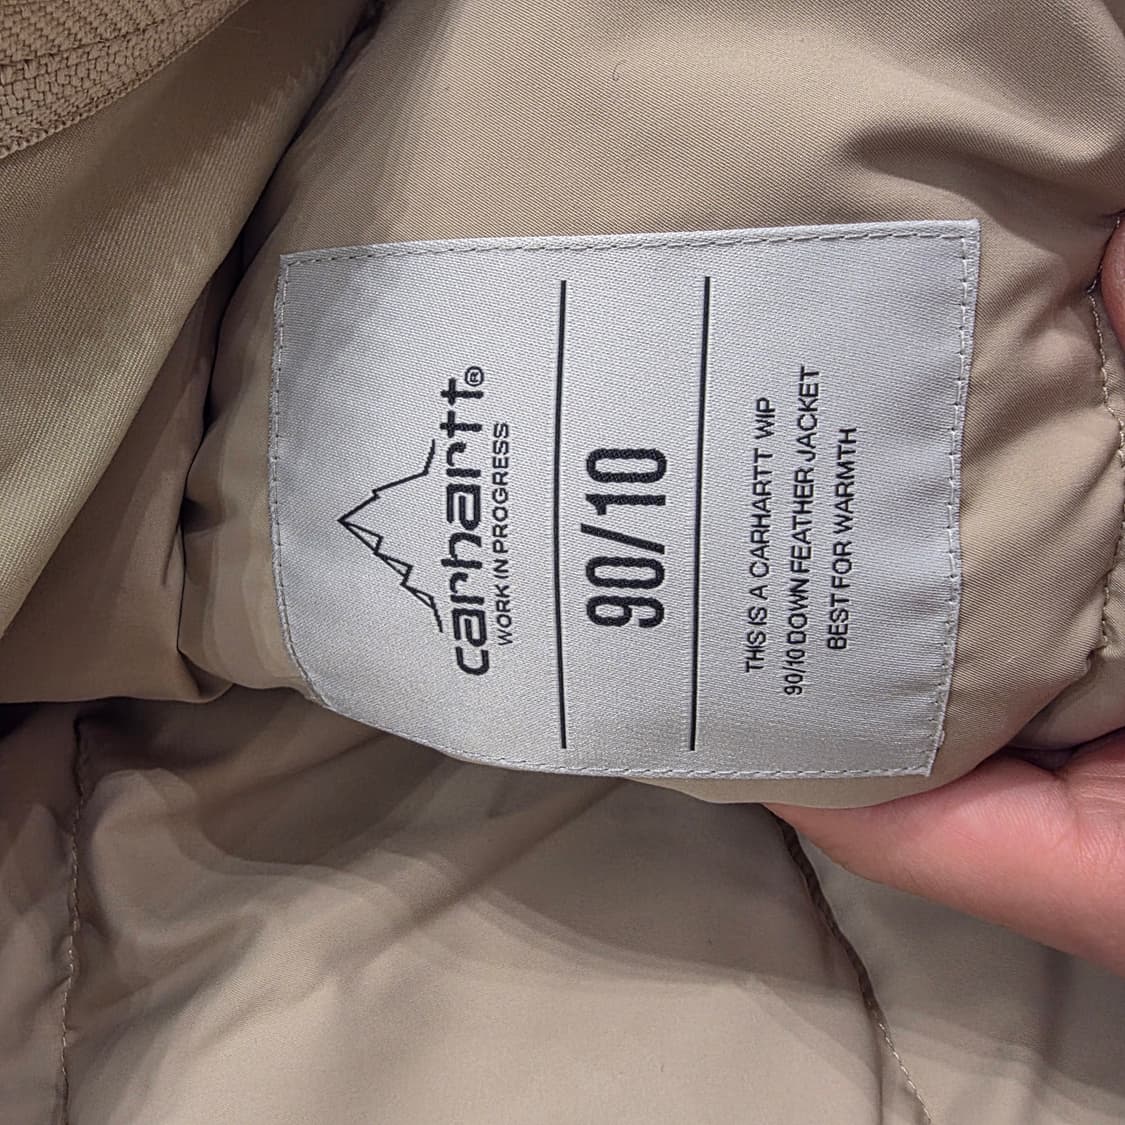 carhartt®
WORK IN PROGRESS
90/10
THIS IS A CARHARTT WIP
90/10 DOWN FEATHER JACKET
BEST FOR WARMTH